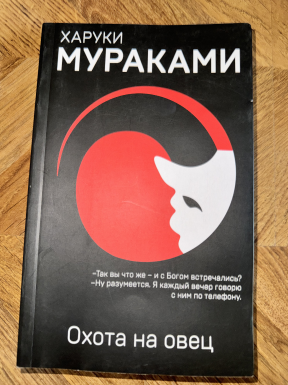 ХАРУКИ
МУРАКАМИ
–Так вы что же – и с Богом встречались?
–Ну разумеется. Я каждый вечер говорю
с ним по телефону.
Охота на овец